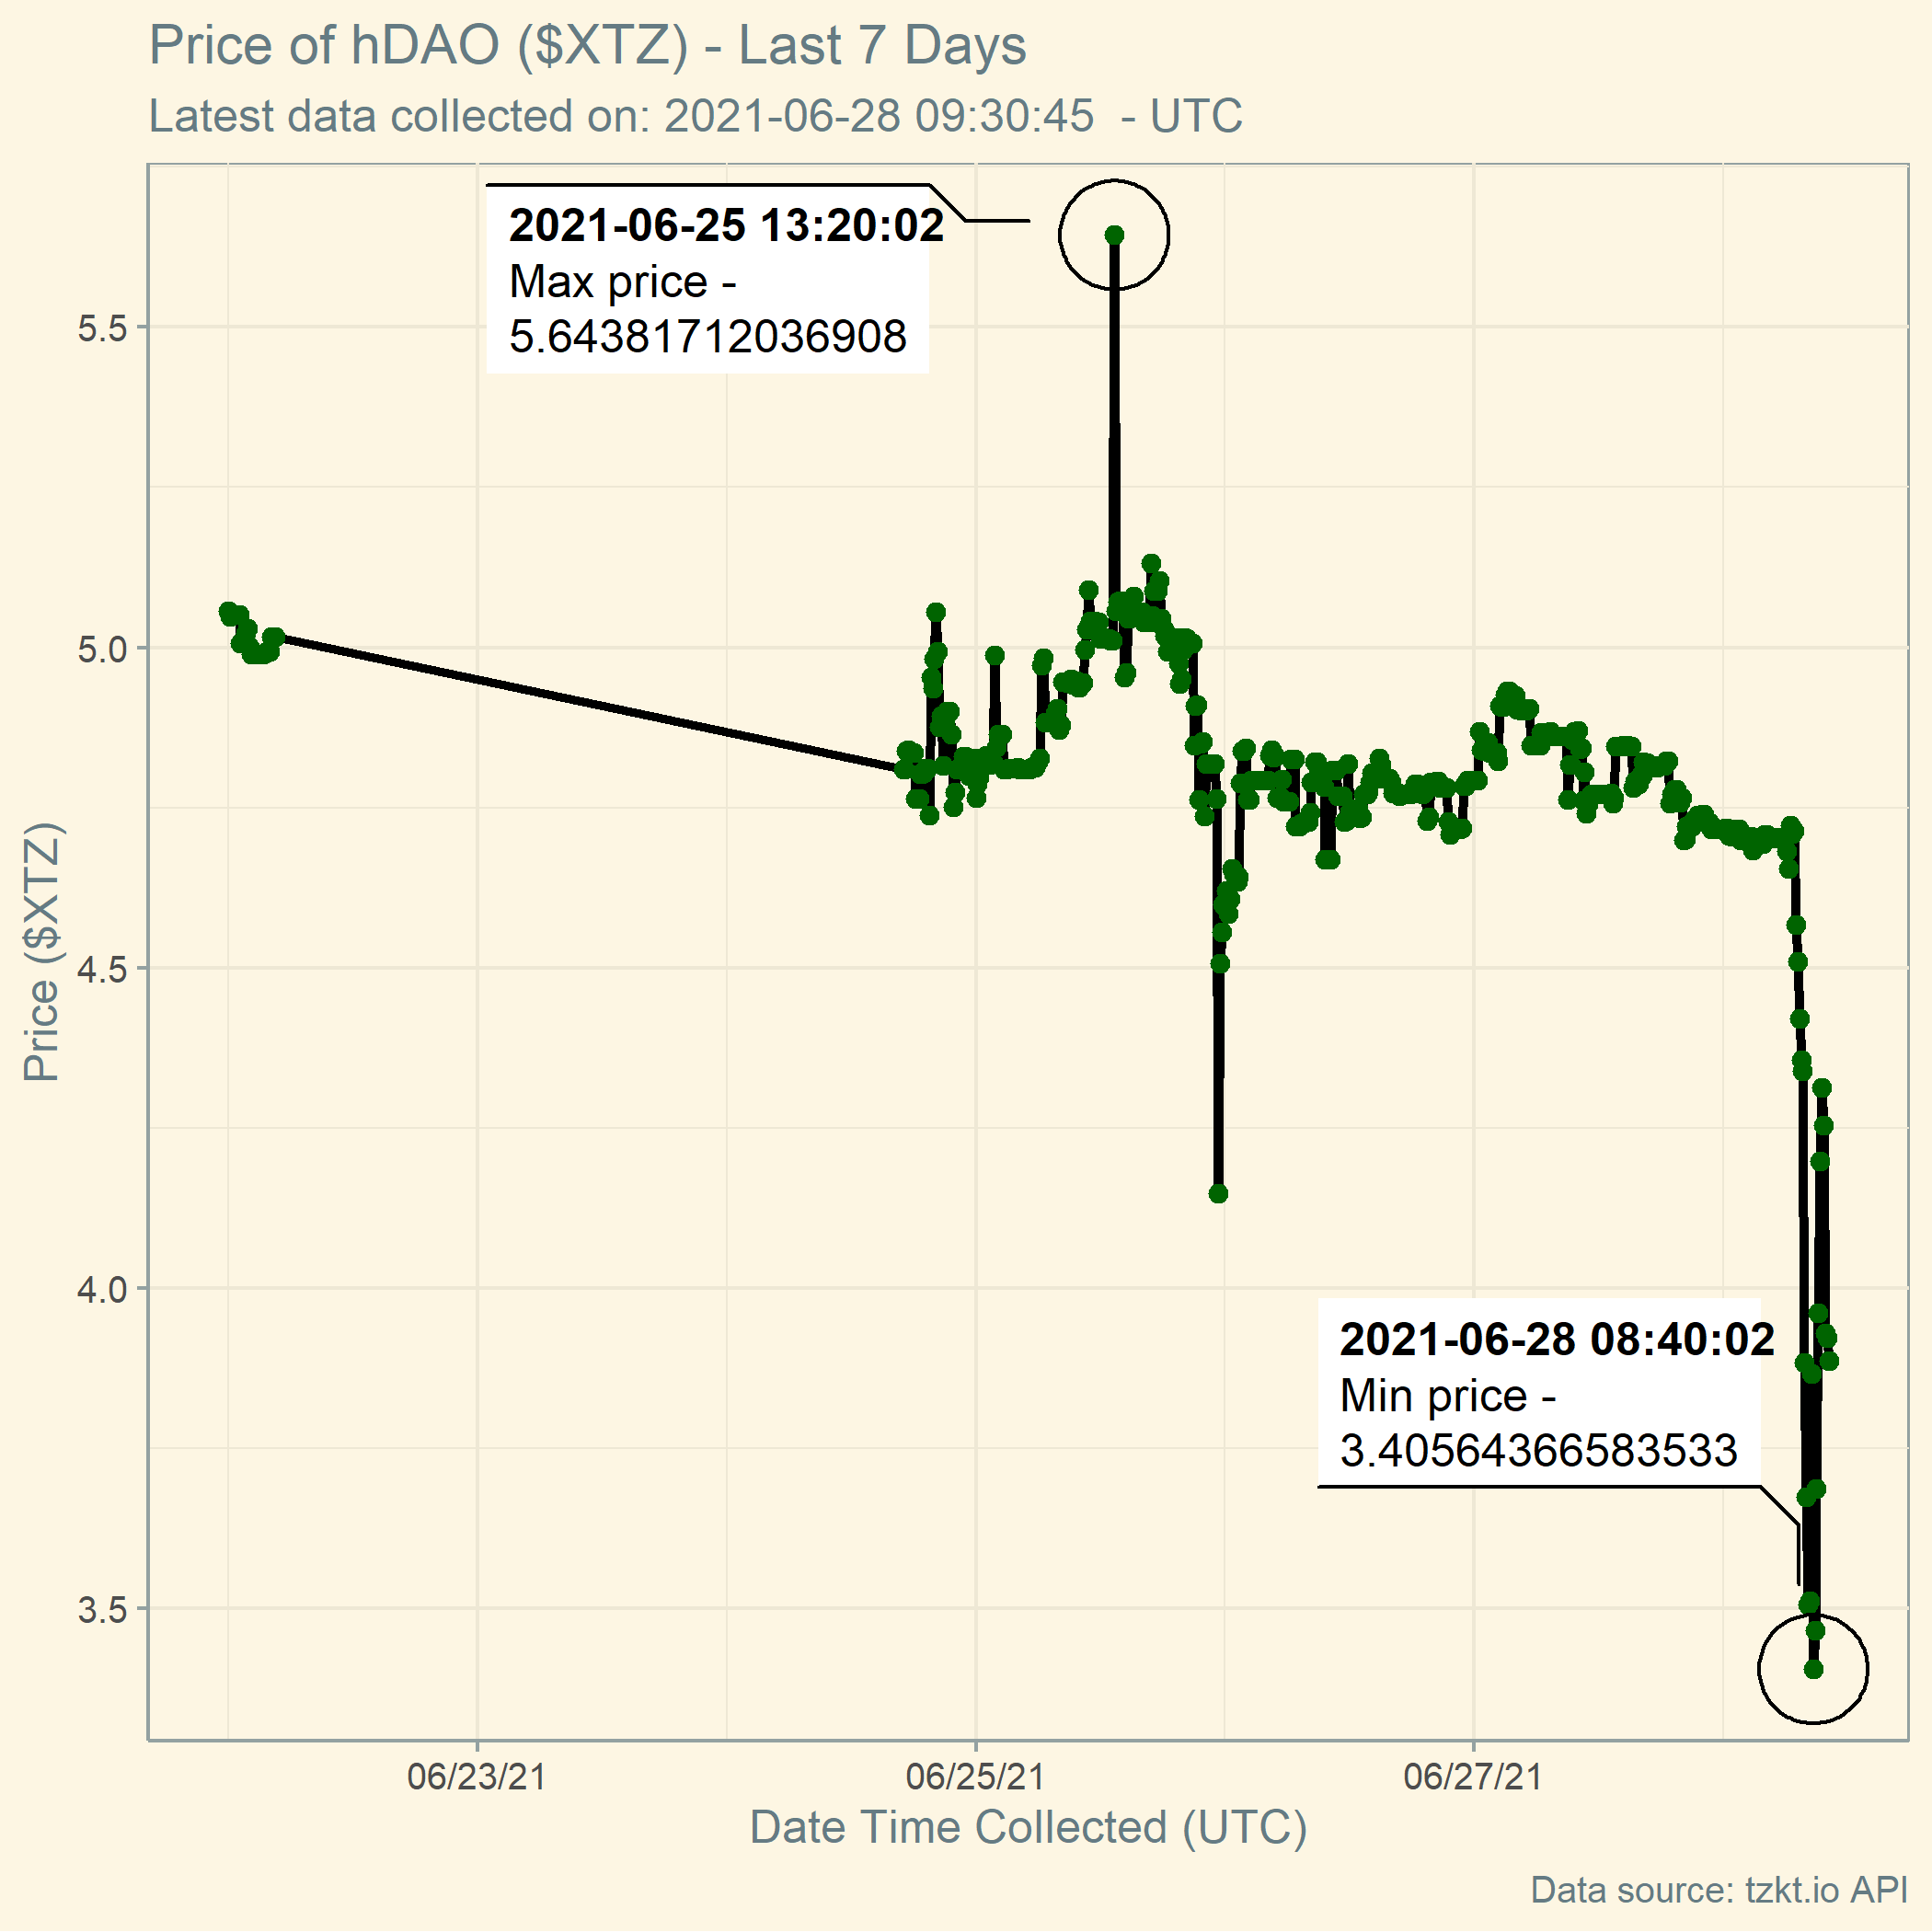 Price of hDAO ($XTZ) - Last 7 Days
Latest data collected on: 2021-06-28 09:30:45  - UTC
2021-06-25 13:20:02
Max price -
5.64381712036908
5.5
5.0
4.5
4.0
3.5
Price ($XTZ)
2021-06-28 08:40:02
Min price -
3.40564366583533
06/23/21
06/25/21
06/27/21
Date Time Collected (UTC)
Data source: tzkt.io API